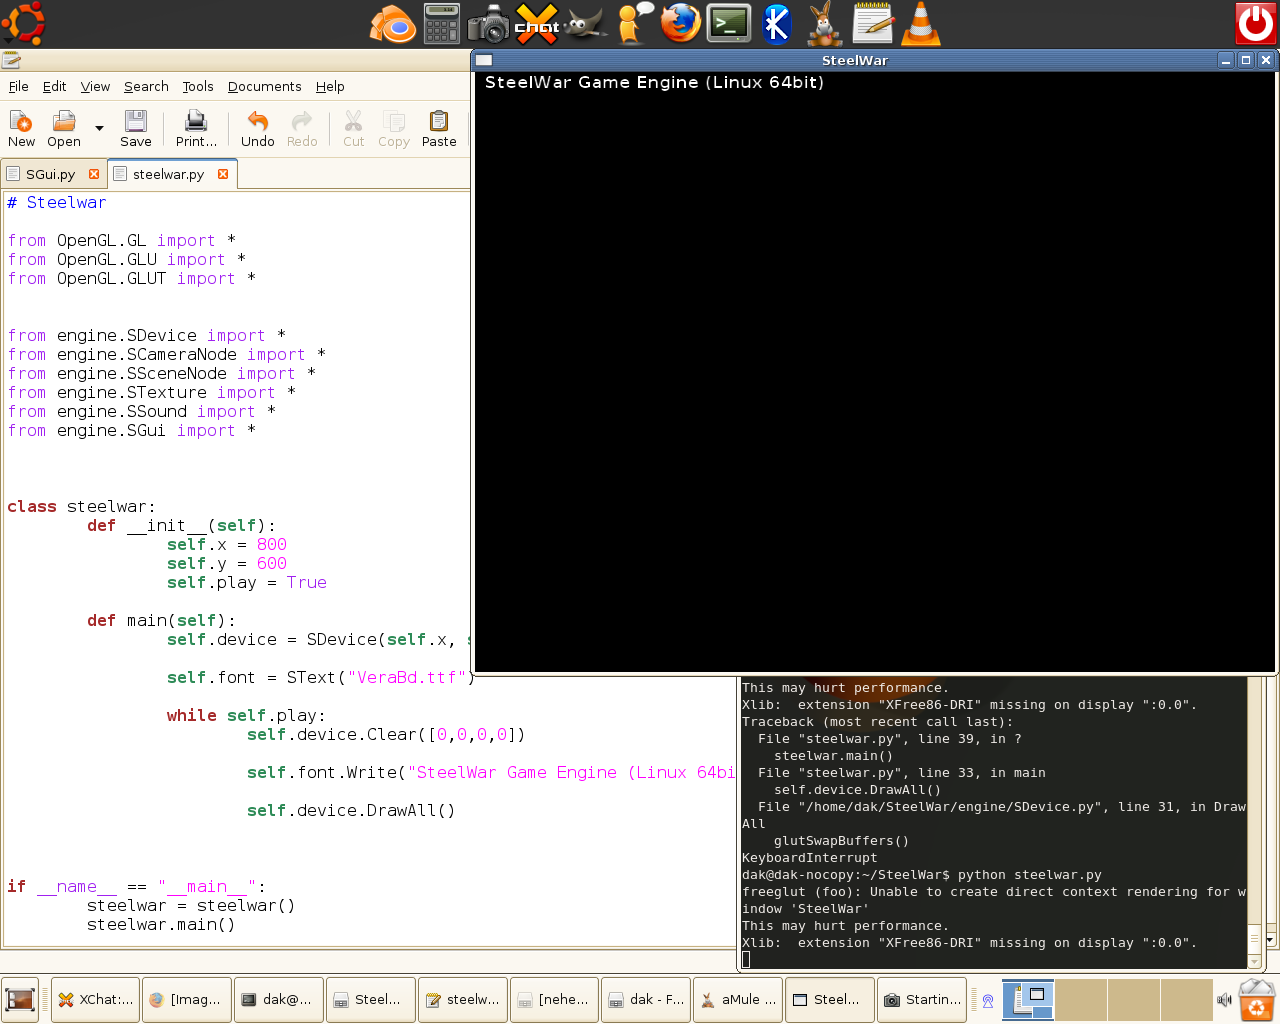 chat
SteelWar
SteelWar Game Engine (Linux 64bit)
File Edit View Search Tools Documents Help
New Open Save Print... Undo Redo Cut Copy Paste
SGui.py steelwar.py
# Steelwar
from OpenGL.GL import *
from OpenGL.GLU import *
from OpenGL.GLUT import *
from engine.SDevice import *
from engine.SCameraNode import *
from engine.SSceneNode import *
from engine.STexture import *
from engine.SSound import *
from engine.SGui import *
class steelwar:
def __init__(self):
self.x = 800
self.y = 600
self.play = True
def main(self):
self.device = SDevice(self.x,
self.font = SText("VeraBd.ttf")
while self.play:
self.device.Clear([0,0,0,0])
self.font.Write("SteelWar Game Engine (Linux 64bi
self.device.DrawAll()
if __name__ == "__main__":
steelwar = steelwar()
steelwar.main()
This may hurt performance.
Xlib:  extension "XFree86-DRI" missing on display ":0.0".
Traceback (most recent call last):
File "steelwar.py", line 39, in ?
steelwar.main()
File "steelwar.py", line 33, in main
self.device.DrawAll()
File "/home/dak/SteelWar/engine/SDevice.py", line 31, in Draw
All
glutSwapBuffers()
KeyboardInterrupt
dak@dak-nocopy:~/SteelWar$ python steelwar.py
freeglut (foo): Unable to create direct context rendering for w
indow 'SteelWar'
This may hurt performance.
Xlib:  extension "XFree86-DRI" missing on display ":0.0".
XChat:... [Imag... dak@... Steel... steelw... [nehe... dak - F... aMule ... Steel... Startin...